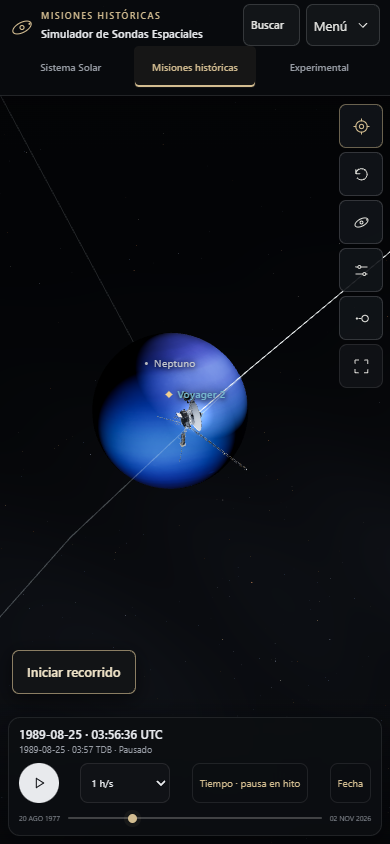 MISIONES HISTÓRICAS
Simulador de Sondas Espaciales
Buscar
Menú
Sistema Solar
Misiones históricas
Experimental
Neptuno
Voyager 2
Iniciar recorrido
1989-08-25 · 03:56:36 UTC
1989-08-25 · 03:57 TDB · Pausado
1 h/s
Tiempo · pausa en hito
Fecha
20 AGO 1977
02 NOV 2026